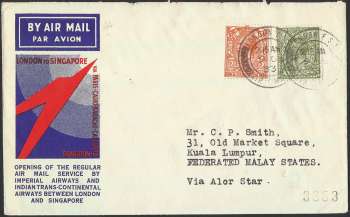 BY AIR MAIL
PAR AVION
LONDON TO SINGAPORE
OPENING OF THE REGULAR
AIR MAIL SERVICE BY
IMPERIAL AIRWAYS AND
INDIAN TRANS-CONTINENTAL
AIRWAYS BETWEEN LONDON
AND SINGAPORE
Mr. C. P. Smith,
31, Old Market Square,
Kuala Lumpur,
FEDERATED MALAY STATES.
Via Alor Star.